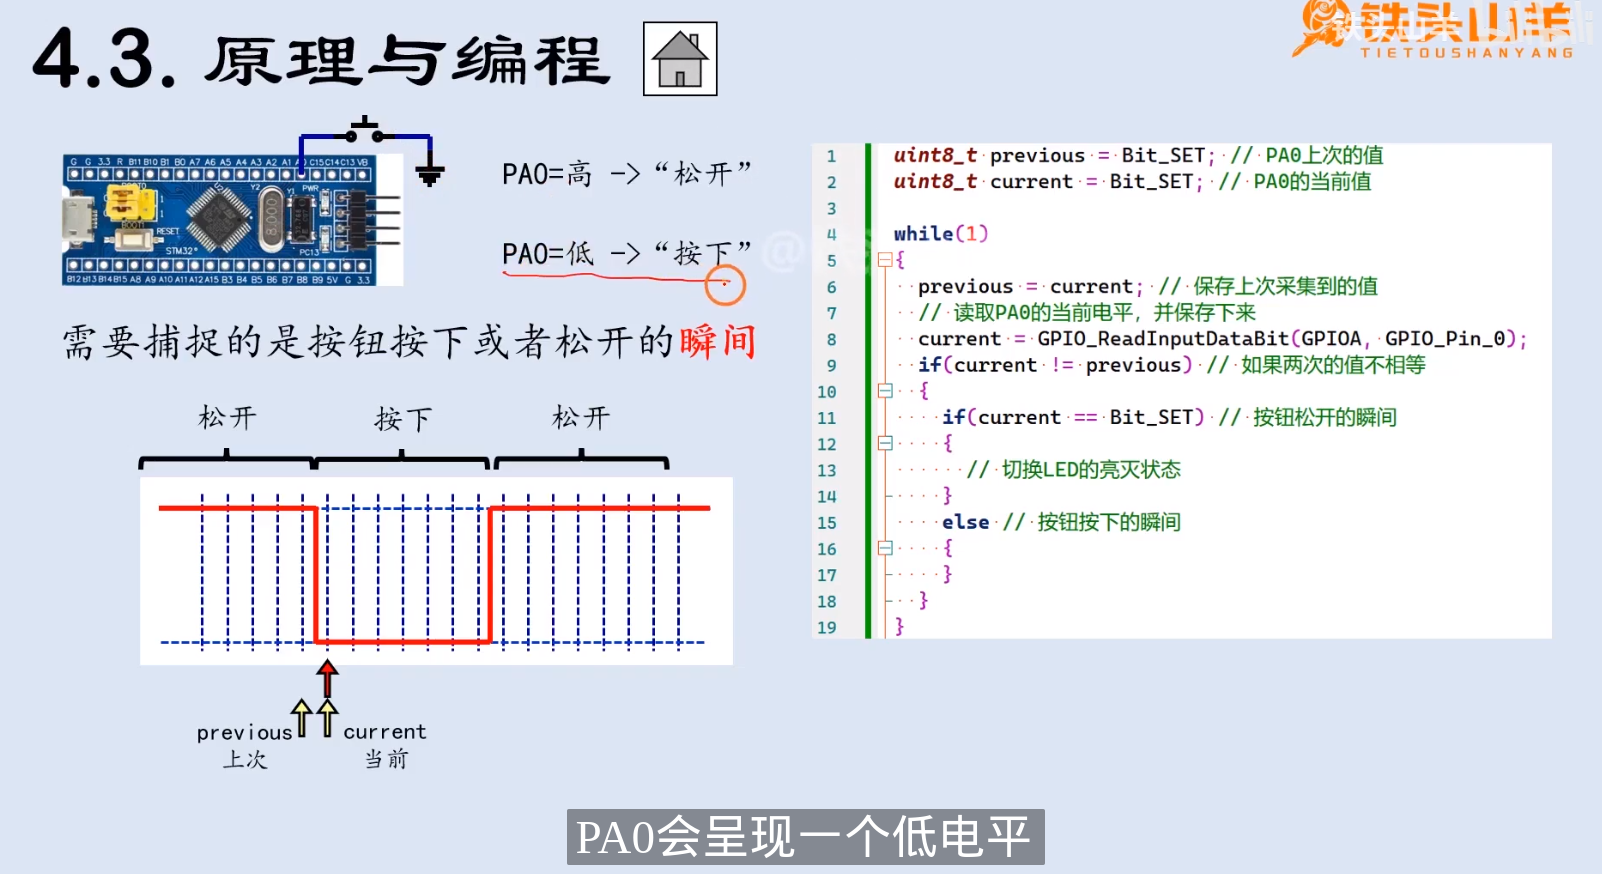 4.3. 原理与编程
铁头山羊
TIETOUSHANYANG
G G 3.3 R B11 B10 B1 B0 A7 A6 A5 A4 A3 A2 A1 A0 C15 C14 C13 VB
Y2
Y1
PWR
8.000
1
1
RESET
STM32
PC13
B12 B13 B14 B15 A8 A9 A10 A11 A12 A15 B3 B4 B5 B6 B7 B8 B9 5V G 3.3
PA0=高 -> “松开”
PA0=低 -> “按下”
需要捕捉的是按钮按下或者松开的瞬间
松开 按下 松开
previous current
上次 当前
1 uint8_t previous = Bit_SET; // PA0上次的值
2 uint8_t current = Bit_SET; // PA0的当前值
3
4 while(1)
5 {
6 previous = current; // 保存上次采集到的值
7 // 读取PA0的当前电平，并保存下来
8 current = GPIO_ReadInputDataBit(GPIOA, GPIO_Pin_0);
9 if(current != previous) // 如果两次的值不相等
10 {
11 if(current == Bit_SET) // 按钮松开的瞬间
12 {
13 // 切换LED的亮灭状态
14 }
15 else // 按钮按下的瞬间
16 {
17 }
18 }
19 }
PA0会呈现一个低电平